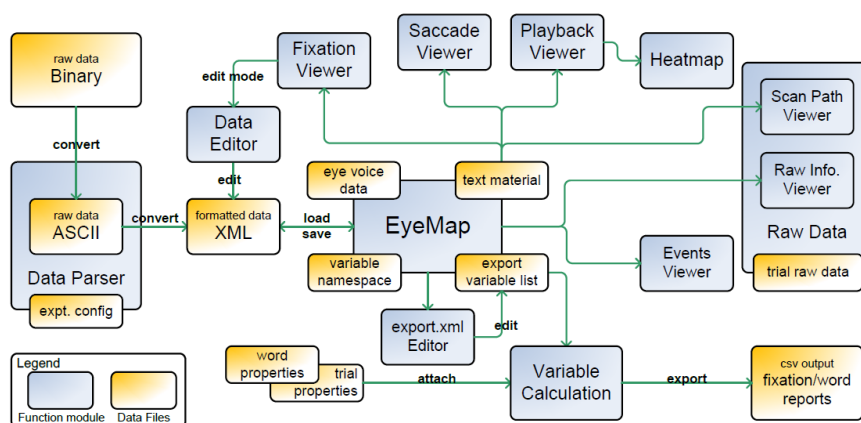 raw data
Binary
convert
raw data
ASCII
Data Parser
expt. config
convert
edit mode
Data
Editor
edit
formatted data
XML
load
save
Fixation
Viewer
Saccade
Viewer
Playback
Viewer
Heatmap
eye voice
data
text material
EyeMap
variable
namespace
export
variable list
export.xml
Editor
edit
Scan Path
Viewer
Raw Info.
Viewer
Raw Data
trial raw data
Events
Viewer
word
properties
trial
properties
attach
Variable
Calculation
export
csv output
fixation/word
reports
Legend
Function module
Data Files